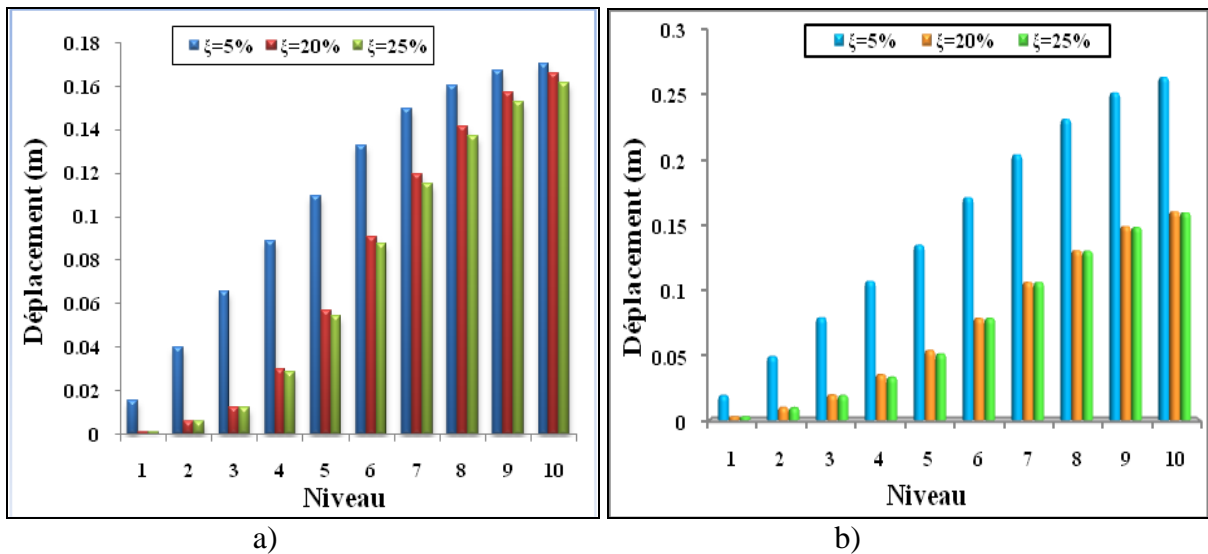 ξ=5% ξ=20% ξ=25%
0.18
0.16
0.14
0.12
0.1
0.08
0.06
0.04
0.02
0
Déplacement (m)
1 2 3 4 5 6 7 8 9 10
Niveau
a)
ξ=5% ξ=20% ξ=25%
0.3
0.25
0.2
0.15
0.1
0.05
0
Déplacement (m)
1 2 3 4 5 6 7 8 9 10
Niveau
b)